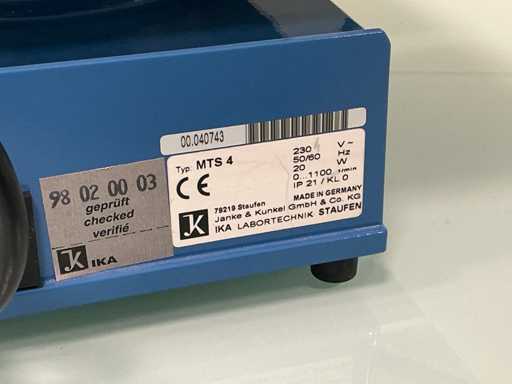 00.040743
Typ: MTS 4
230 V ~
50/60 Hz
20 W
0...1100 1/min
IP 21 / KL 0
CE
MADE IN GERMANY
79219 Staufen
Janke & Kunkel GmbH & Co. KG
IKA LABORTECHNIK STAUFEN
98 02 00 03
geprüft
checked
verifié
IKA